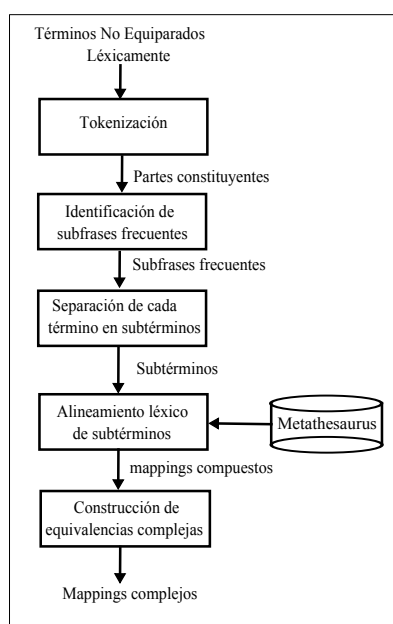 Términos No Equiparados
Léxicamente
Tokenización
Partes constituyentes
Identificación de
subfrases frecuentes
Subfrases frecuentes
Separación de cada
término en subtérminos
Subtérminos
Alineamiento léxico
de subtérminos
Metathesaurus
mappings compuestos
Construcción de
equivalencias complejas
Mappings complejos